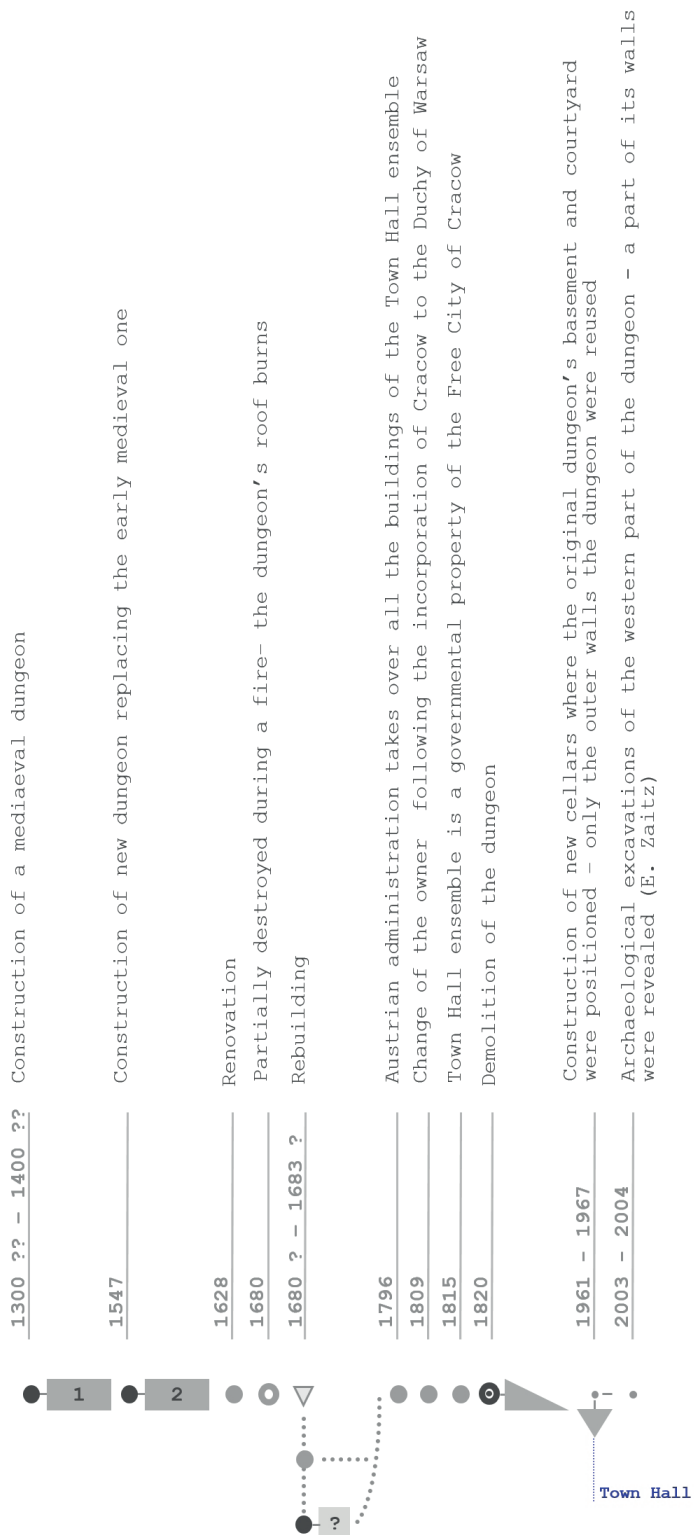 1300 ?? – 1400 ?? Construction of a mediaeval dungeon
1547 Construction of new dungeon replacing the early medieval one
1628 Renovation
1680 Partially destroyed during a fire– the dungeon's roof burns
1680 ? – 1683 ? Rebuilding
1796 Austrian administration takes over all the buildings of the Town Hall ensemble
1809 Change of the owner following the incorporation of Cracow to the Duchy of Warsaw
1815 Town Hall ensemble is a governmental property of the Free City of Cracow
1820 Demolition of the dungeon
1961 – 1967 Construction of new cellars where the original dungeon's basement and courtyard
were positioned – only the outer walls the dungeon were reused
2003 – 2004 Archaeological excavations of the western part of the dungeon – a part of its walls
were revealed (E. Zaitz)
1
2
?
Town Hall